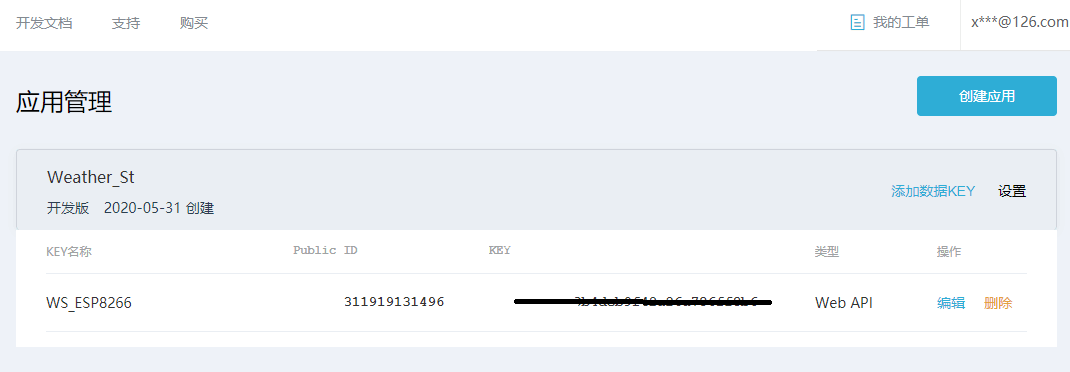 开发文档 支持 购买 我的工单 x***@126.com
应用管理 创建应用
Weather_St
添加数据KEY 设置
开发版 2020-05-31 创建
KEY名称 Public ID KEY 类型 操作
WS_ESP8266 311919131496 Web API 编辑 删除